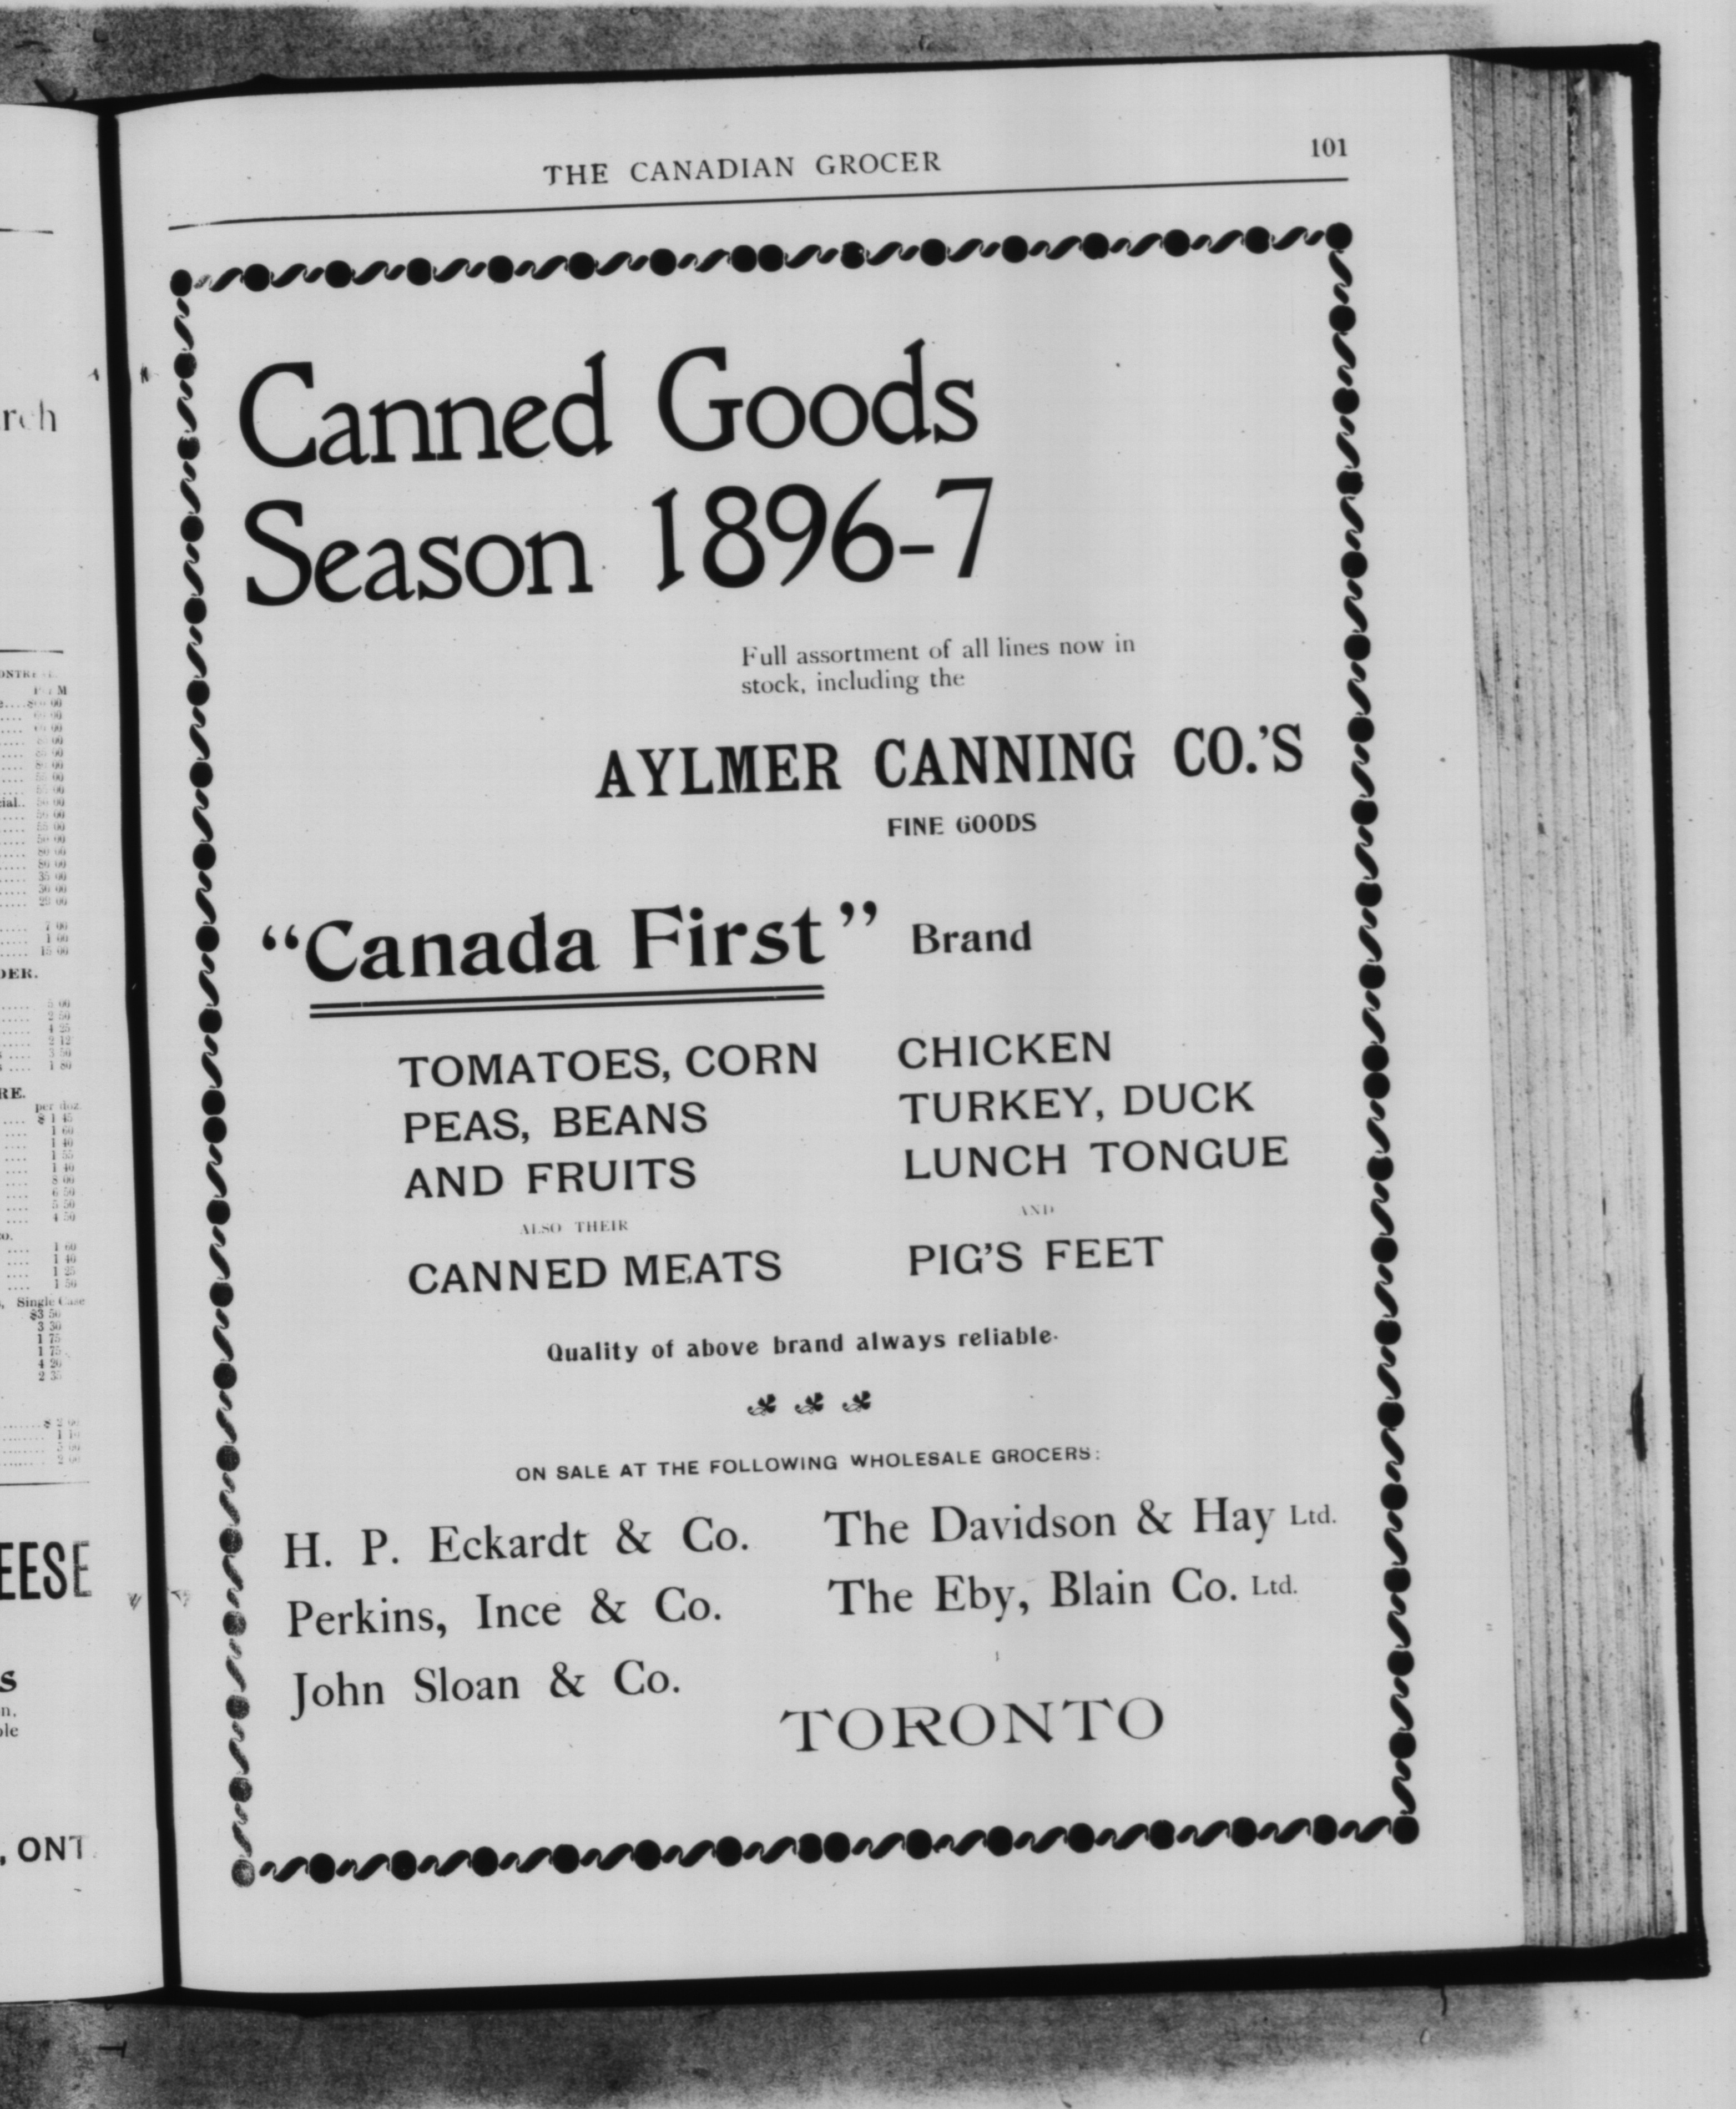 THE CANADIAN GROCER
101
Canned Goods
Season 1896-7
Full assortment of all lines now in
stock, including the
AYLMER CANNING CO.'S
FINE GOODS
"Canada First" Brand
TOMATOES, CORN
PEAS, BEANS
AND FRUITS
ALSO THEIR
CANNED MEATS
CHICKEN
TURKEY, DUCK
LUNCH TONGUE
AND
PIG'S FEET
Quality of above brand always reliable.
ON SALE AT THE FOLLOWING WHOLESALE GROCERS:
H. P. Eckardt & Co.
Perkins, Ince & Co.
John Sloan & Co.
The Davidson & Hay Ltd.
The Eby, Blain Co. Ltd.
TORONTO
per doz.
Single Case
, ONT.